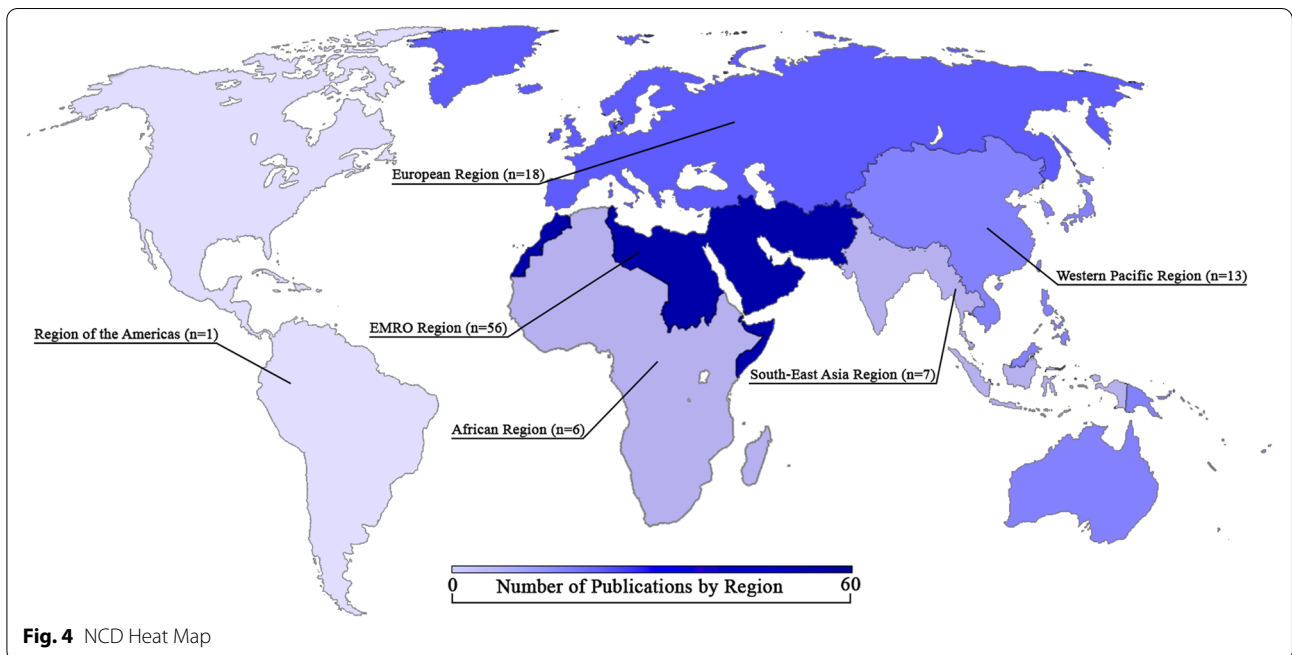 European Region (n=18)
Western Pacific Region (n=13)
EMRO Region (n=56)
Region of the Americas (n=1)
South-East Asia Region (n=7)
African Region (n=6)
0 Number of Publications by Region 60
Fig. 4 NCD Heat Map